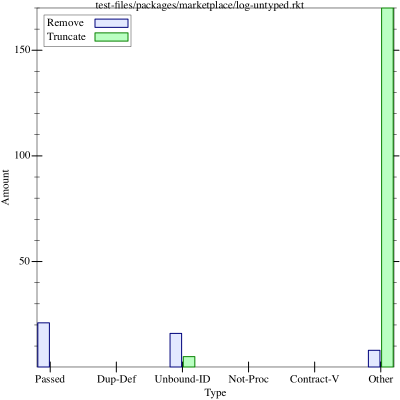 test-files/packages/marketplace/log-untyped.rkt
Remove
Truncate
150
100
50
Amount
Passed Dup-Def Unbound-ID Not-Proc Contract-V Other
Type